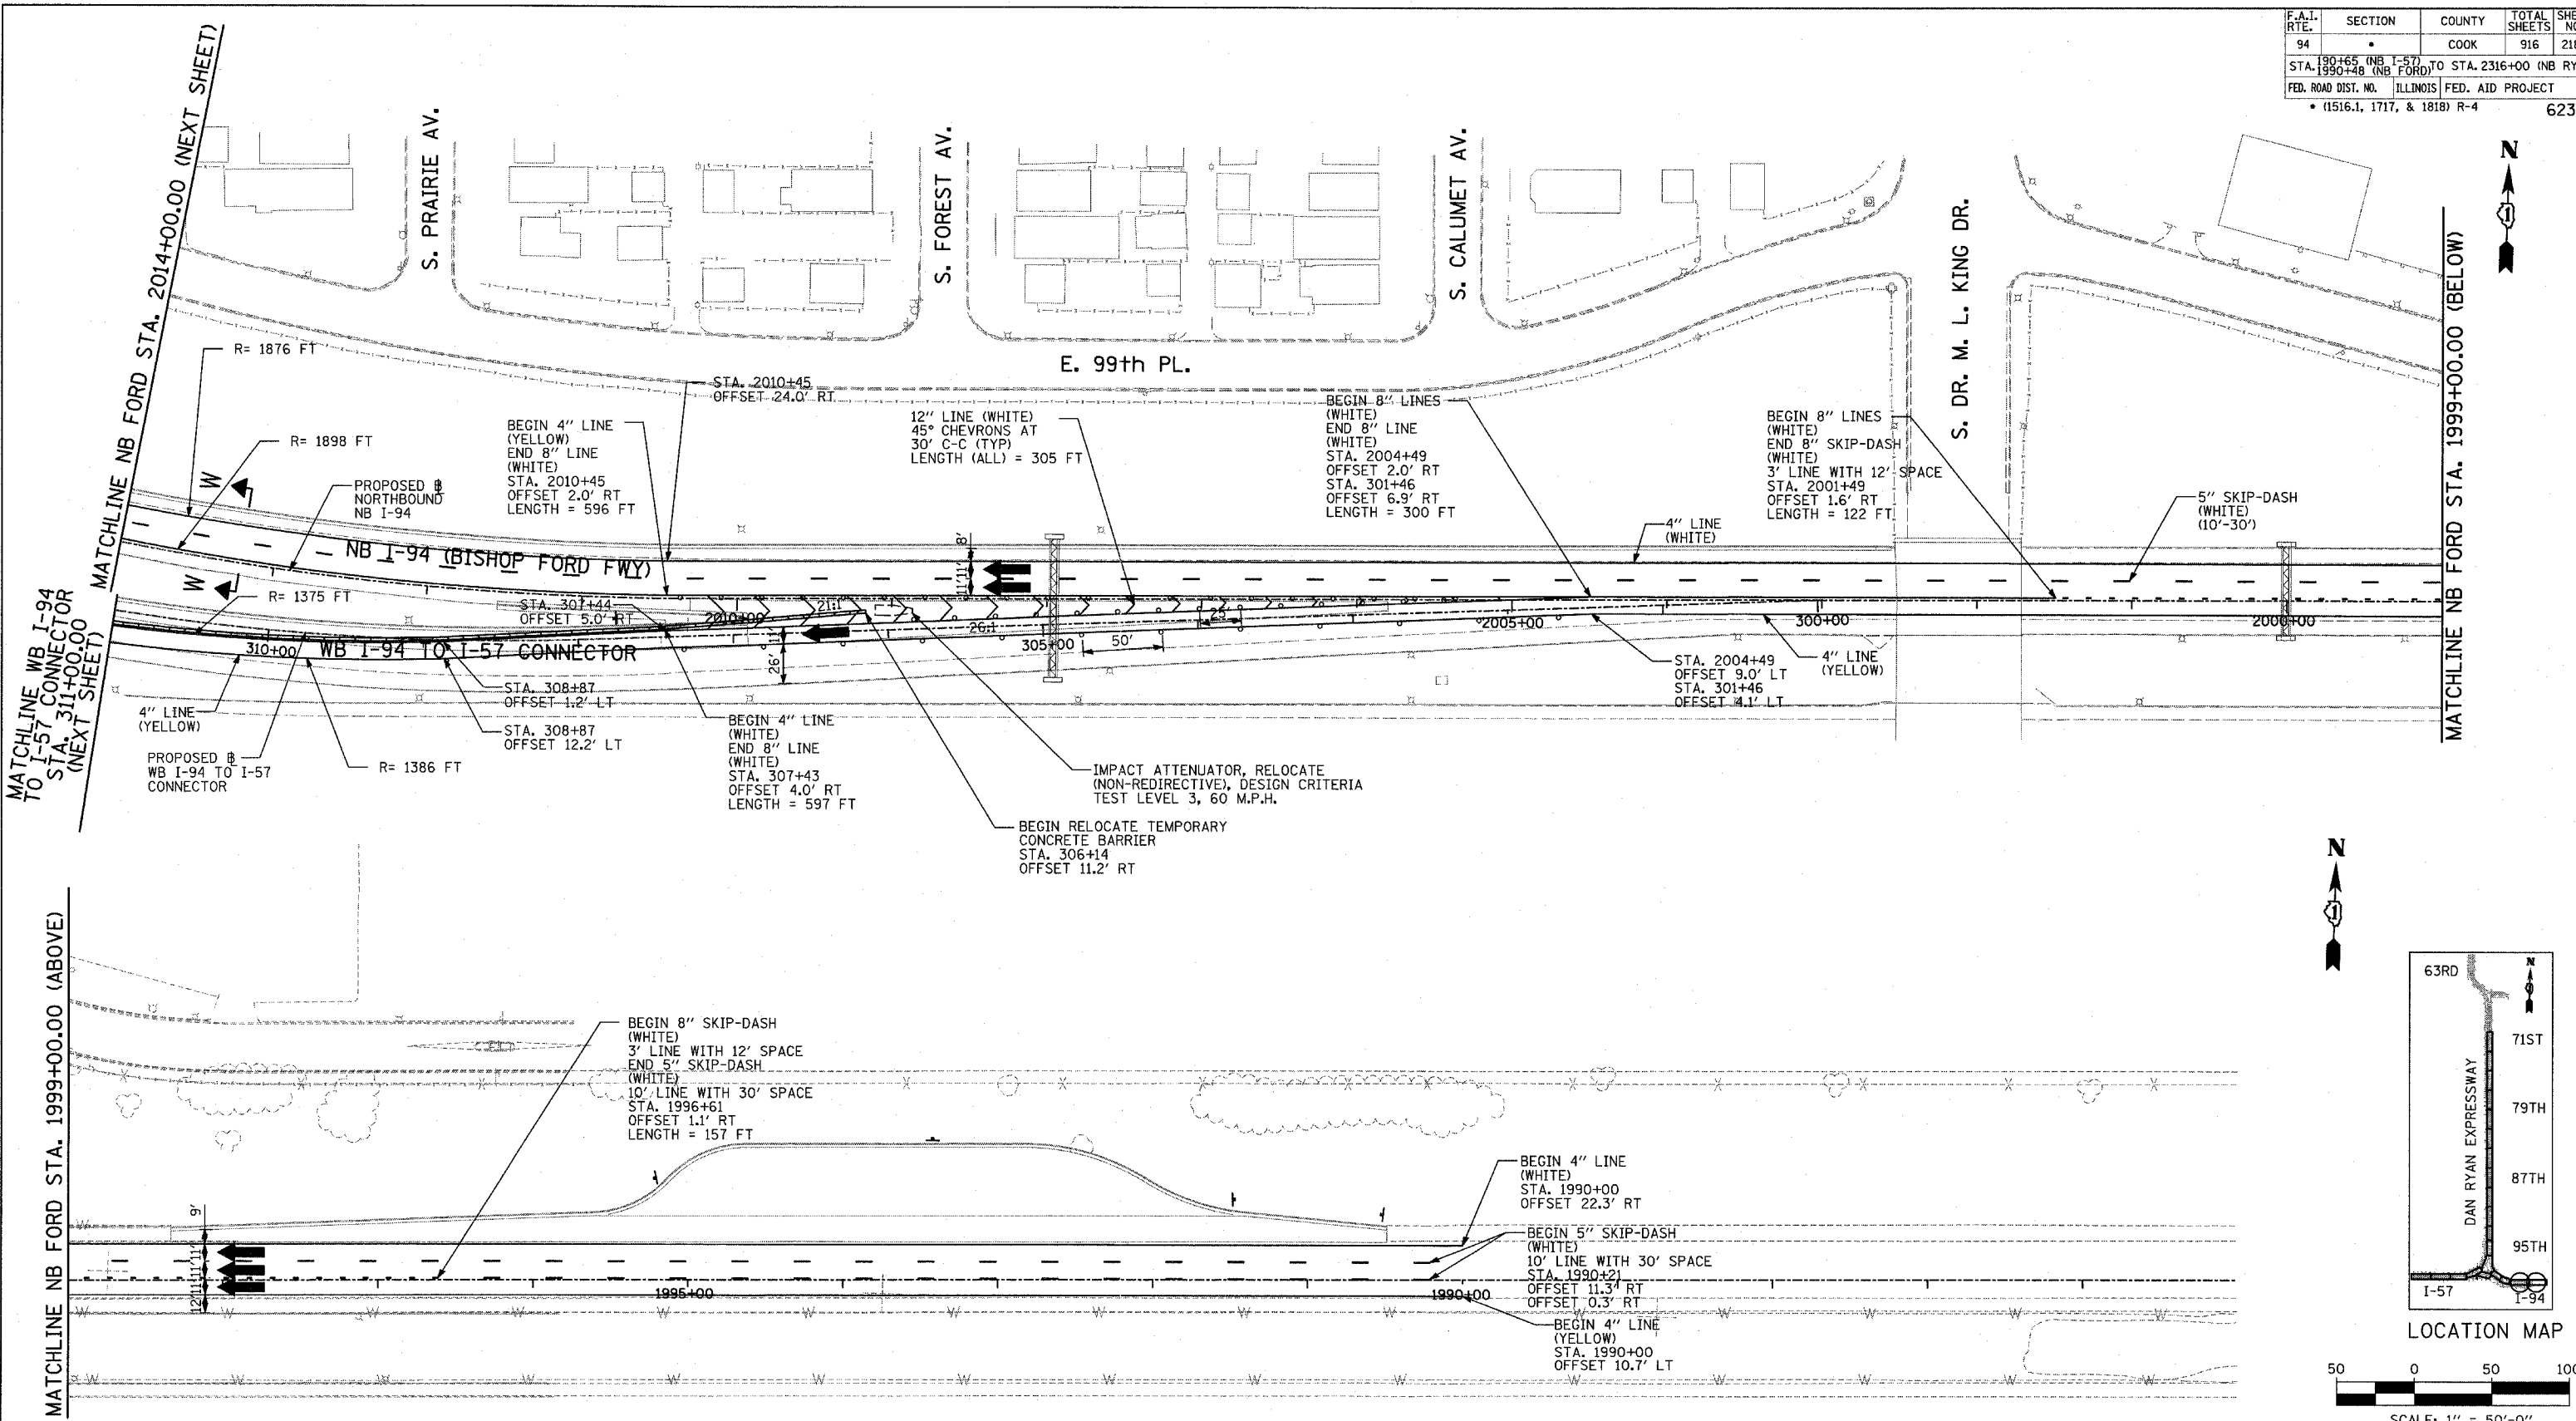 F.A.I. RTE. SECTION COUNTY TOTAL SHEETS
94 * COOK 916
STA. 190+65 (NB I-57) TO STA. 2316+00 (NB
1990+48 (NB FORD)
FED. ROAD DIST. NO. ILLINOIS FED. AID PROJECT
* (1516.1, 1717, & 1818) R-4
623
MATCHLINE NB FORD STA. 2014+00.00 (NEXT SHEET)
S. PRAIRIE AV.
S. FOREST AV.
S. CALUMET AV.
S. DR. M. L. KING DR.
N
MATCHLINE NB FORD STA. 1999+00.00 (BELOW)
E. 99th PL.
R= 1876 FT
R= 1898 FT
PROPOSED B
NORTHBOUND
NB I-94
W
W
R= 1375 FT
STA. 2010+45
OFFSET 24.0' RT
BEGIN 4" LINE
(YELLOW)
END 8" LINE
(WHITE)
STA. 2010+45
OFFSET 2.0' RT
LENGTH = 596 FT
12" LINE (WHITE)
45° CHEVRONS AT
30' C-C (TYP)
LENGTH (ALL) = 305 FT
BEGIN 8" LINES
(WHITE)
END 8" LINE
(WHITE)
STA. 2004+49
OFFSET 2.0' RT
STA. 301+46
OFFSET 6.9' RT
LENGTH = 300 FT
BEGIN 8" LINES
(WHITE)
END 8" SKIP-DASH
(WHITE)
3' LINE WITH 12' SPACE
STA. 2001+49
OFFSET 1.6' RT
LENGTH = 122 FT
4" LINE
(WHITE)
5" SKIP-DASH
(WHITE)
(10'-30')
NB I-94 (BISHOP FORD FWY)
8'
11'
11'
STA. 307+44
OFFSET 5.0' RT
2010+00
21:1
26:1
25'
50'
26'
305+00
2005+00
300+00
2000+00
310+00
WB I-94 TO I-57 CONNECTOR
MATCHLINE WB I-94
TO I-57 CONNECTOR
STA. 311+00.00
(NEXT SHEET)
4" LINE
(YELLOW)
PROPOSED B
WB I-94 TO I-57
CONNECTOR
R= 1386 FT
STA. 308+87
OFFSET 1.2' LT
STA. 308+87
OFFSET 12.2' LT
BEGIN 4" LINE
(WHITE)
END 8" LINE
(WHITE)
STA. 307+43
OFFSET 4.0' RT
LENGTH = 597 FT
IMPACT ATTENUATOR, RELOCATE
(NON-REDIRECTIVE), DESIGN CRITERIA
TEST LEVEL 3, 60 M.P.H.
BEGIN RELOCATE TEMPORARY
CONCRETE BARRIER
STA. 306+14
OFFSET 11.2' RT
STA. 2004+49
OFFSET 9.0' LT
STA. 301+46
OFFSET 4.1' LT
4" LINE
(YELLOW)
MATCHLINE NB FORD STA. 1999+00.00 (ABOVE)
BEGIN 8" SKIP-DASH
(WHITE)
3' LINE WITH 12' SPACE
END 5" SKIP-DASH
(WHITE)
10' LINE WITH 30' SPACE
STA. 1996+61
OFFSET 1.1' RT
LENGTH = 157 FT
9'
11'
11'
11'
12'
1995+00
1990+00
BEGIN 4" LINE
(WHITE)
STA. 1990+00
OFFSET 22.3' RT
BEGIN 5" SKIP-DASH
(WHITE)
10' LINE WITH 30' SPACE
STA. 1990+21
OFFSET 11.3' RT
OFFSET 0.3' RT
BEGIN 4" LINE
(YELLOW)
STA. 1990+00
OFFSET 10.7' LT
N
63RD
N
71ST
79TH
87TH
95TH
DAN RYAN EXPRESSWAY
I-57
I-94
LOCATION MAP
50 0 50 100
SCALE: 1" = 50'-0"